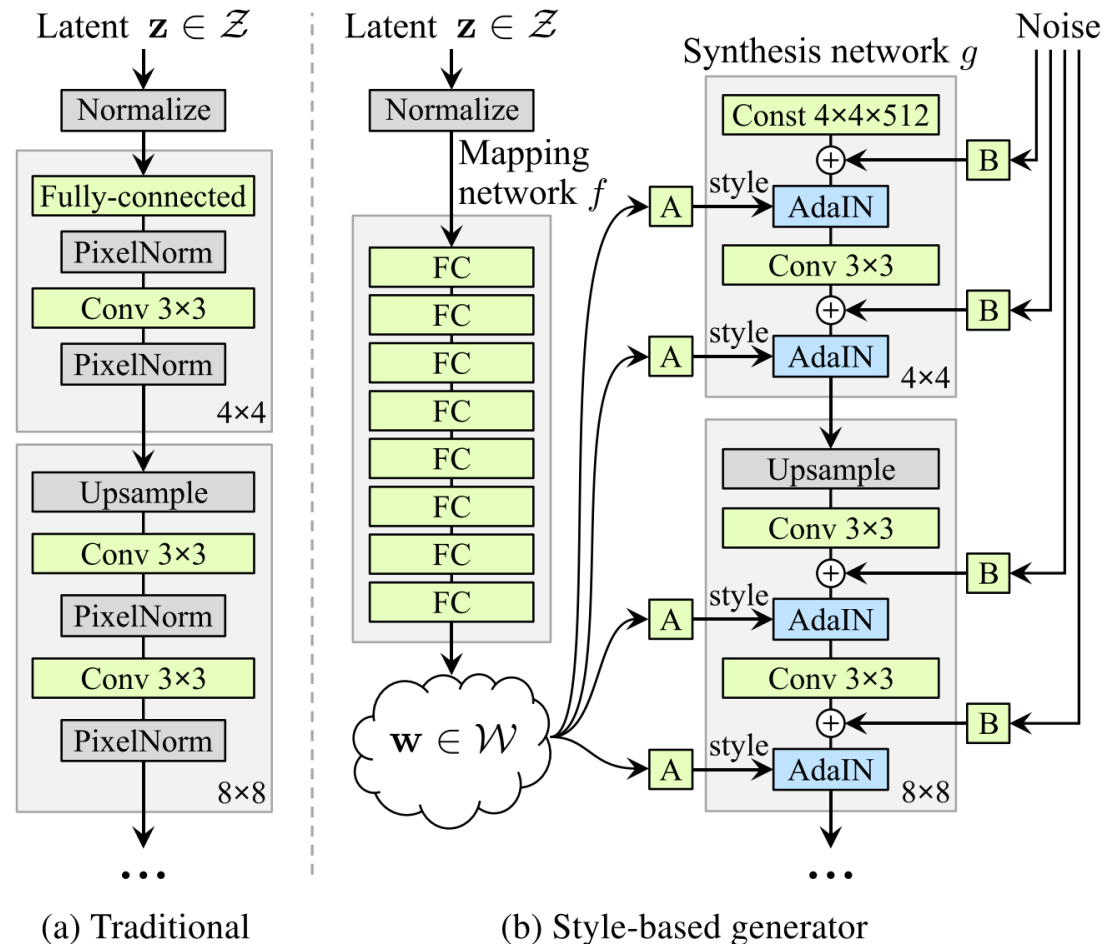 Latent z ∈ 𝒵
Normalize
Fully-connected
PixelNorm
Conv 3×3
PixelNorm
4×4
Upsample
Conv 3×3
PixelNorm
Conv 3×3
PixelNorm
8×8
...
(a) Traditional
Latent z ∈ 𝒵
Normalize
Mapping
network f
FC
FC
FC
FC
FC
FC
FC
FC
w ∈ 𝒲
A
style
A
style
A
style
A
style
Synthesis network g
Const 4×4×512
+
AdaIN
Conv 3×3
+
AdaIN
4×4
Upsample
Conv 3×3
+
AdaIN
Conv 3×3
+
AdaIN
8×8
...
Noise
B
B
B
B
(b) Style-based generator